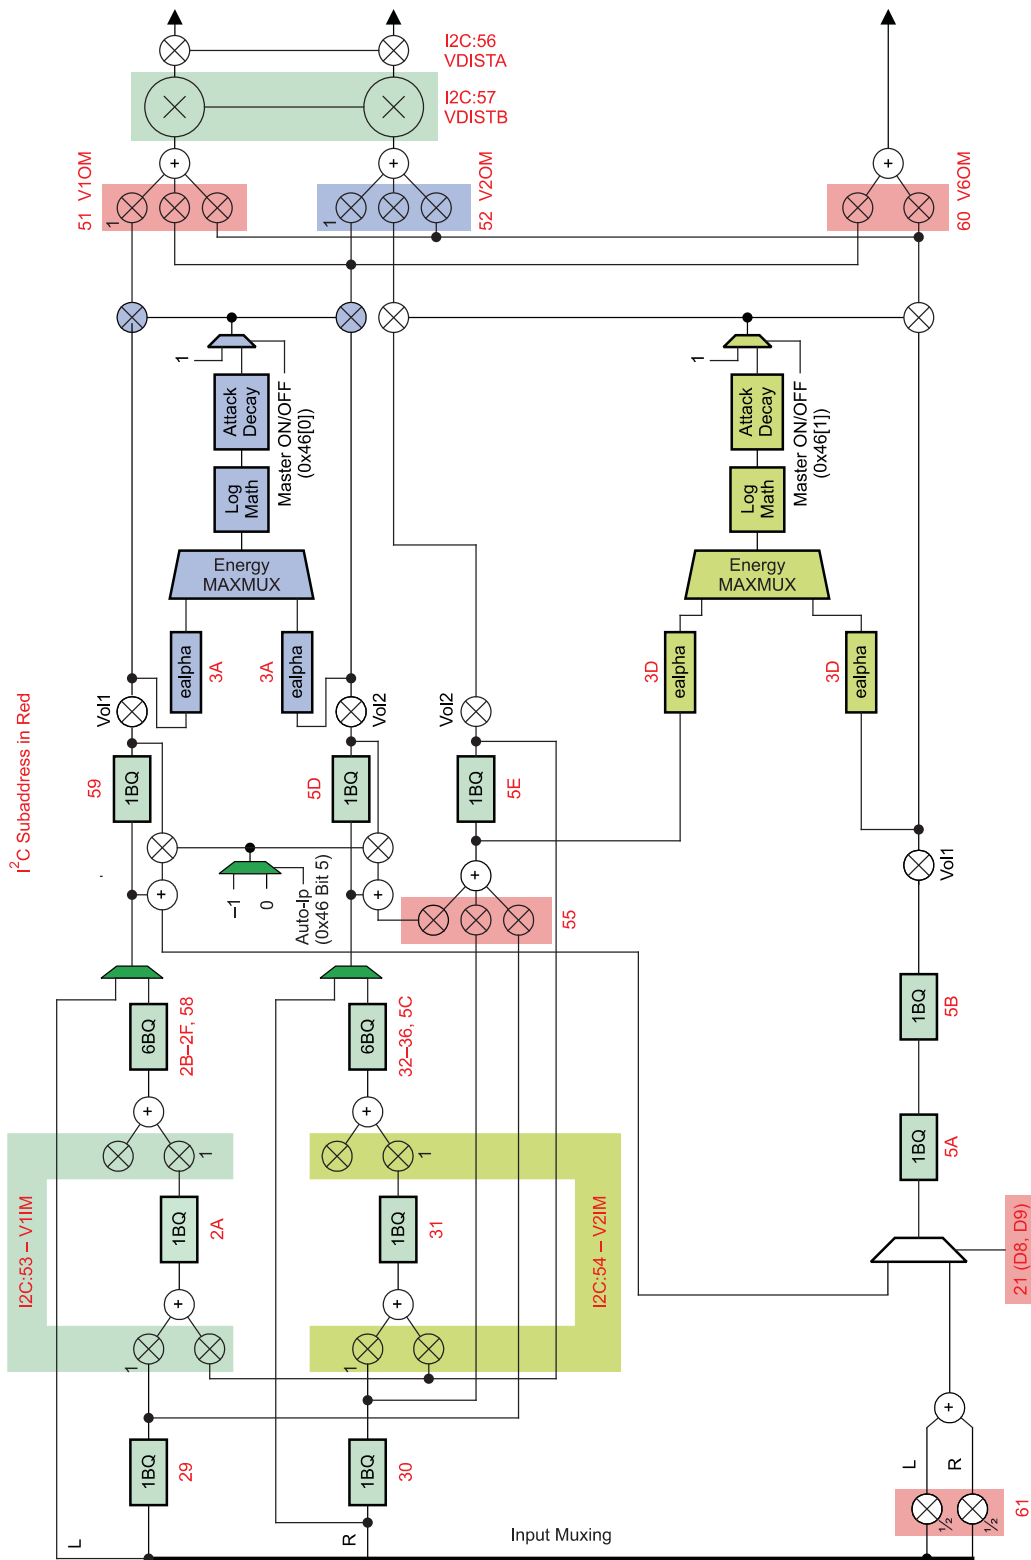 I2C:56
VDISTA
I2C:57
VDISTB
51 V1OM
1
52 V2OM
1
60 V6OM
1
Attack
Decay
Log
Math
Master ON/OFF
(0x46[0])
Energy
MAXMUX
ealpha
3A
ealpha
3A
1
Attack
Decay
Log
Math
Master ON/OFF
(0x46[1])
Energy
MAXMUX
ealpha
3D
ealpha
3D
I2C Subaddress in Red
Vol1
Vol2
Vol2
1BQ
59
1BQ
5D
1BQ
5E
Vol1
–1
0
Auto-lp
(0x46 Bit 5)
55
6BQ
2B–2F, 58
6BQ
32–36, 5C
1BQ
5B
1BQ
5A
I2C:53 – V1IM
1
1BQ
2A
1
I2C:54 – V2IM
1
1BQ
31
1
21 (D8, D9)
1BQ
29
1BQ
30
L
R
L
R
½
½
61
Input Muxing